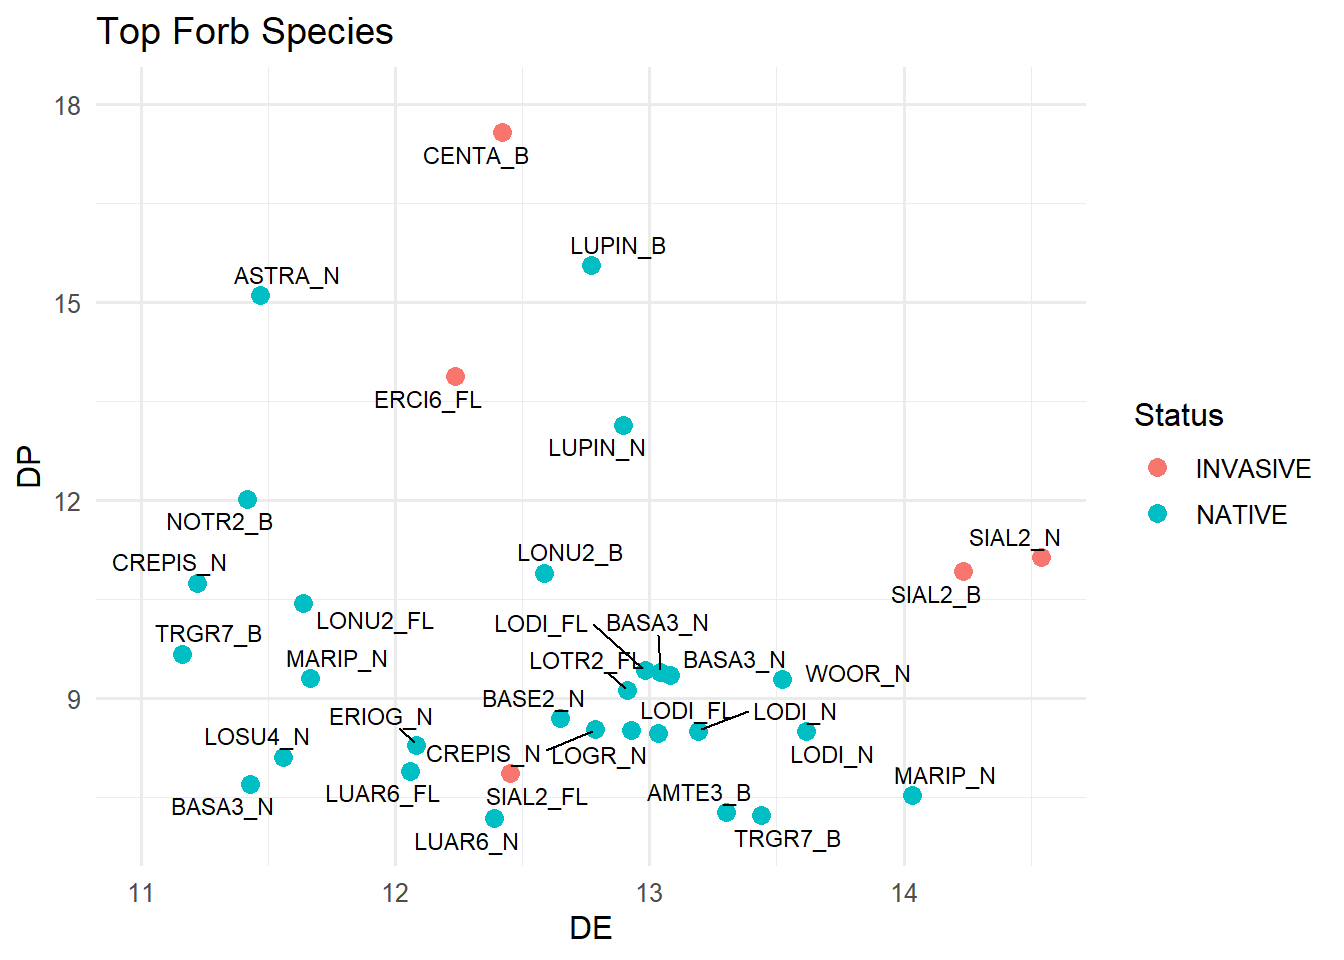 Top Forb Species
18
CENTA_B
LUPIN_B
ASTRA_N
15
ERCI6_FL
LUPIN_N
12
NOTR2_B
SIAL2_N
CREPIS_N
LONU2_B
SIAL2_B
LONU2_FL
LODI_FL
BASA3_N
TRGR7_B
MARIP_N
LOTR2_FL
BASA3_N
WOOR_N
9
BASE2_N
ERIOG_N
LODI_FL
LODI_N
LOSU4_N
CREPIS_N
LOGR_N
LODI_N
MARIP_N
BASA3_N
LUAR6_FL
SIAL2_FL
AMTE3_B
LUAR6_N
TRGR7_B
11
12
13
14
DE
DP
Status
INVASIVE
NATIVE